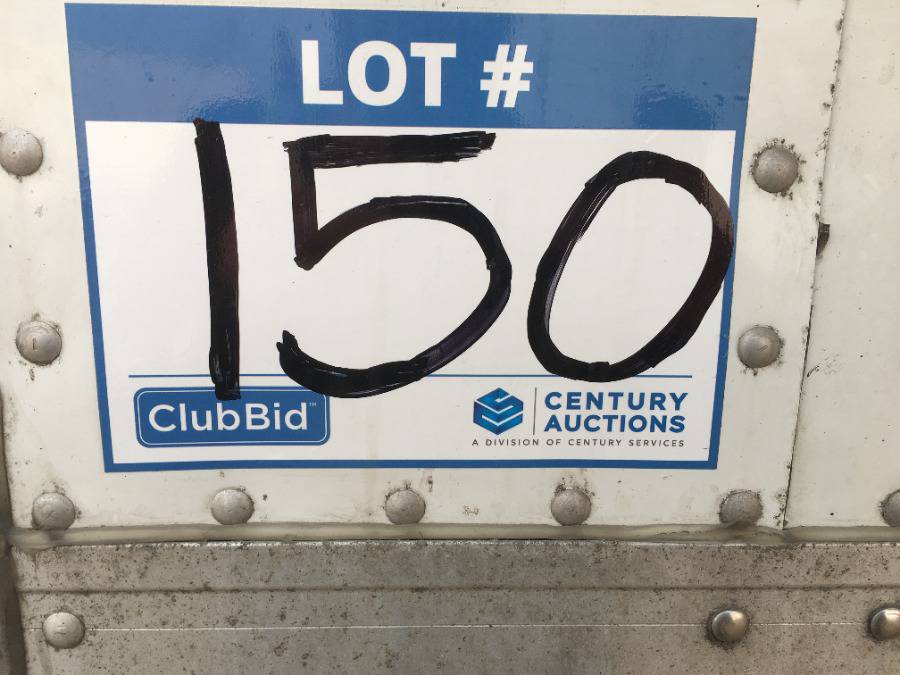 LOT #
150
ClubBid™
CENTURY
AUCTIONS
A DIVISION OF CENTURY SERVICES